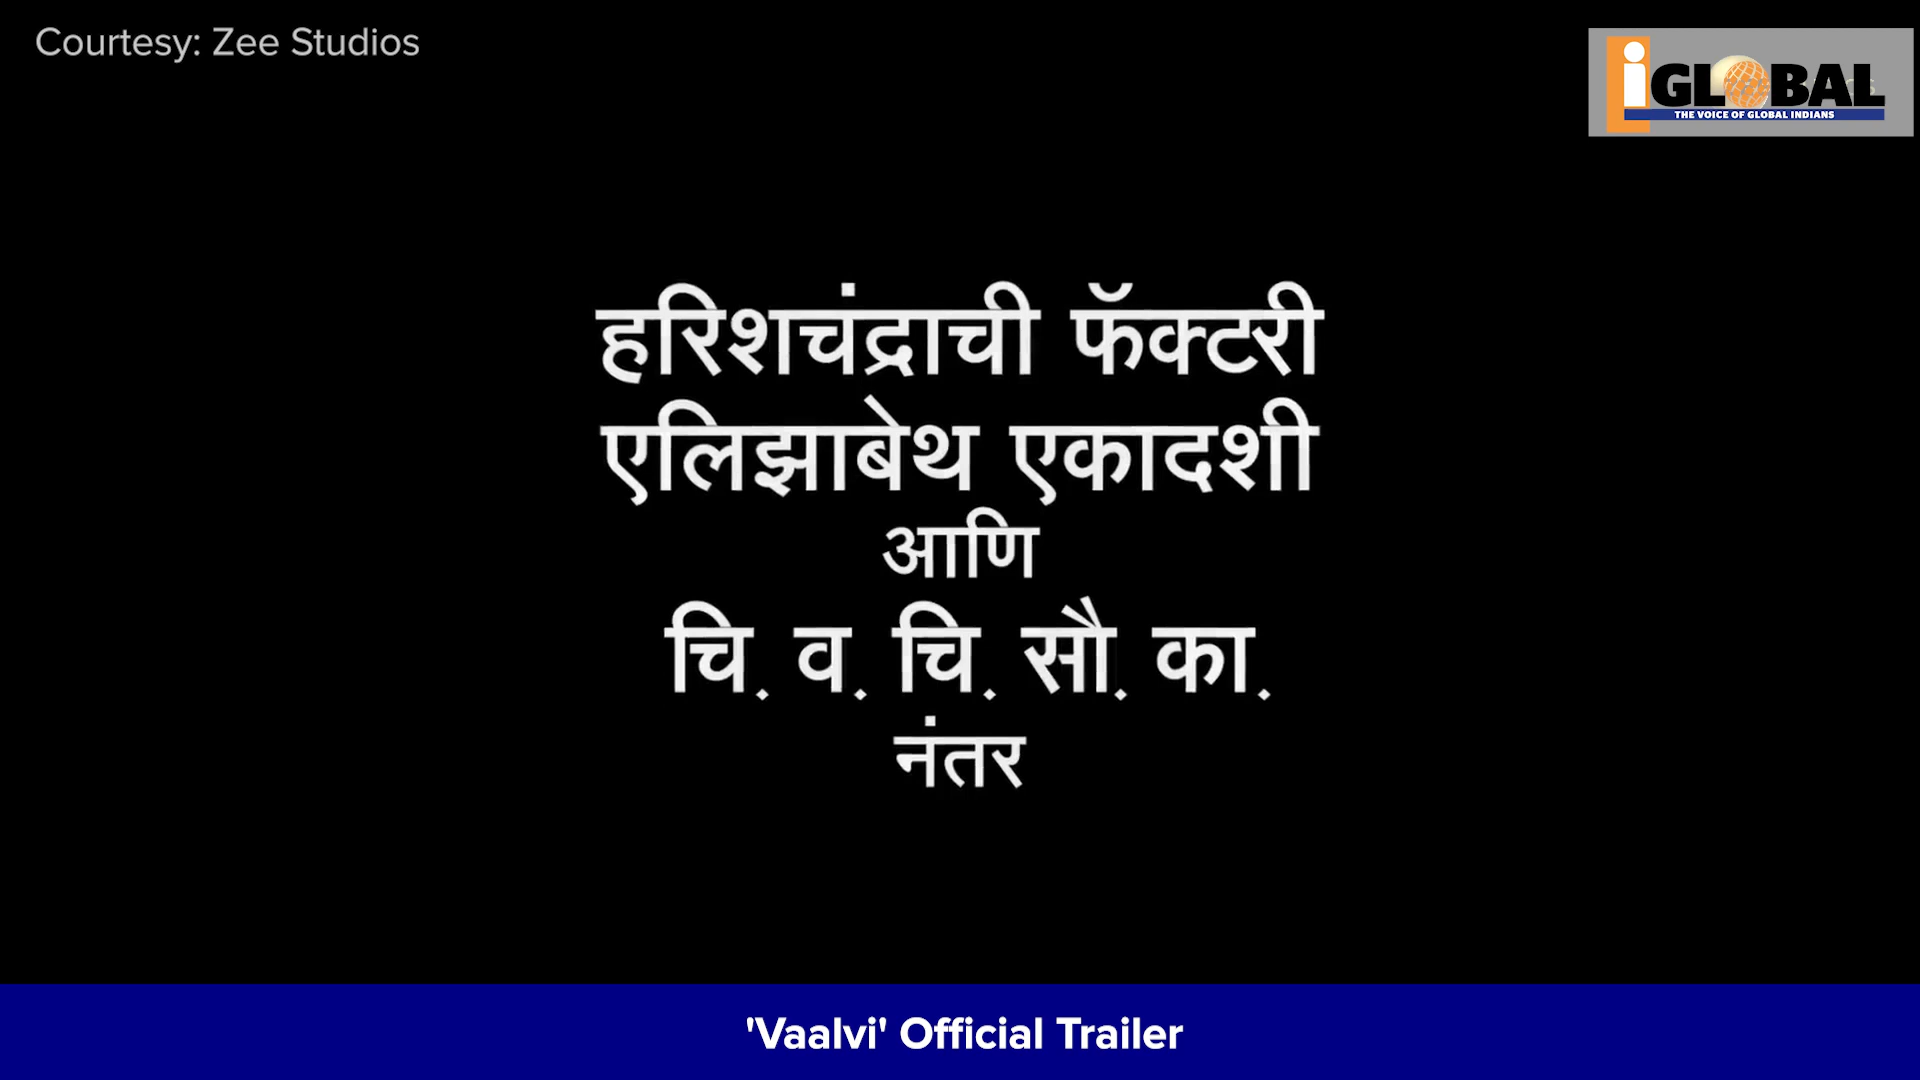 Courtesy: Zee Studios
iGLOBAL
THE VOICE OF GLOBAL INDIANS
हरिशचंद्राची फॅक्टरी
एलिझाबेथ एकादशी
आणि
चि. व. चि. सौ. का.
नंतर
'Vaalvi' Official Trailer